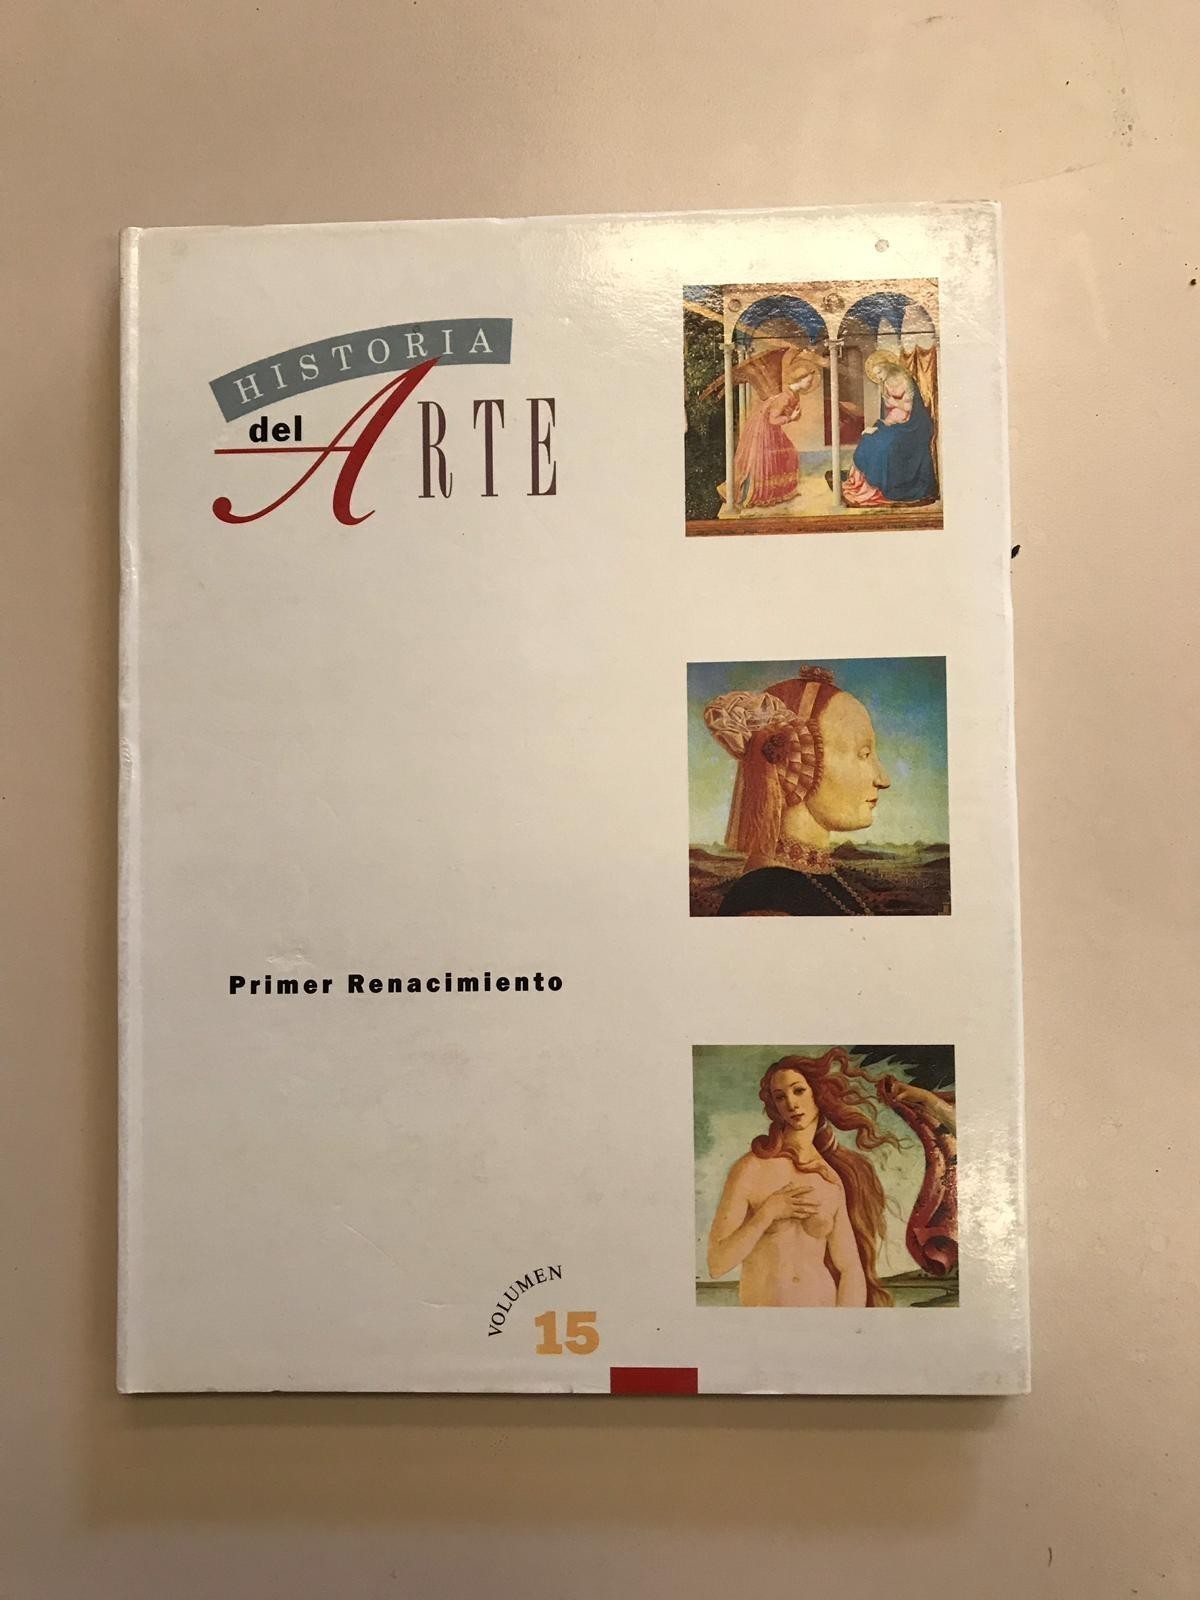 HISTORIA
del ARTE
Primer Renacimiento
VOLUMEN
15